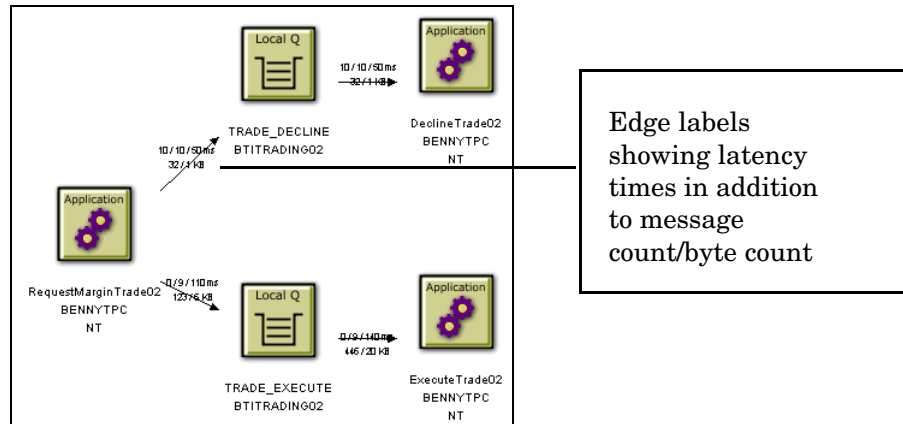 Local Q
Application
10/10/50ms
32/1 KB
TRADE_DECLINE
BTITRADING02
DeclineTrade02
BENNYTPC
NT
10/10/50ms
32/1 KB
Application
RequestMarginTrade02
BENNYTPC
NT
0/9/110ms
123/6 KB
Local Q
Application
0/9/140ms
446/20 KB
TRADE_EXECUTE
BTITRADING02
ExecuteTrade02
BENNYTPC
NT
Edge labels
showing latency
times in addition
to message
count/byte count